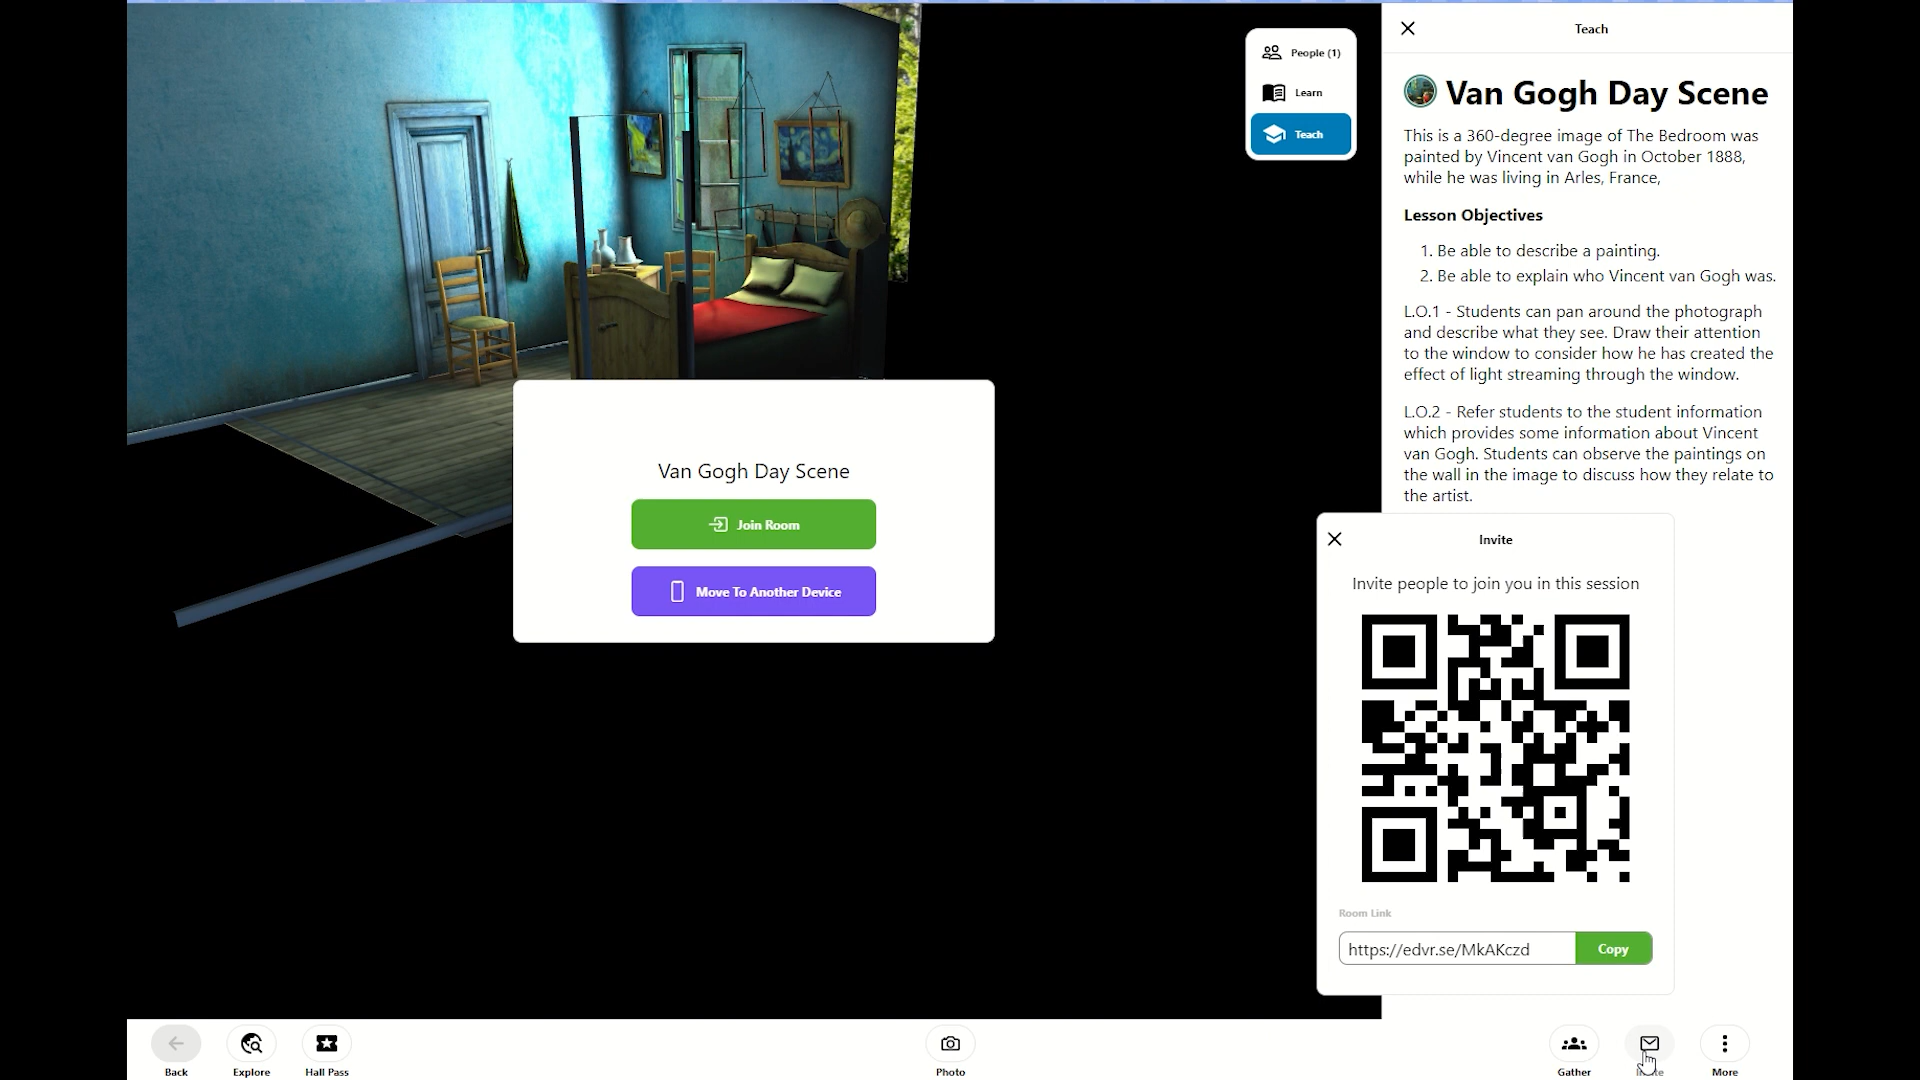 People (1)
Learn
Teach
Teach
Van Gogh Day Scene
This is a 360-degree image of The Bedroom was
painted by Vincent van Gogh in October 1888,
while he was living in Arles, France,
Lesson Objectives
1. Be able to describe a painting.
2. Be able to explain who Vincent van Gogh was.
L.O.1 - Students can pan around the photograph
and describe what they see. Draw their attention
to the window to consider how he has created the
effect of light streaming through the window.
L.O.2 - Refer students to the student information
which provides some information about Vincent
van Gogh. Students can observe the paintings on
the wall in the image to discuss how they relate to
the artist.
Van Gogh Day Scene
Join Room
Move To Another Device
Invite
Invite people to join you in this session
Room Link
https://edvr.se/MkAKczd
Copy
Back
Explore
Hall Pass
Photo
Gather
More